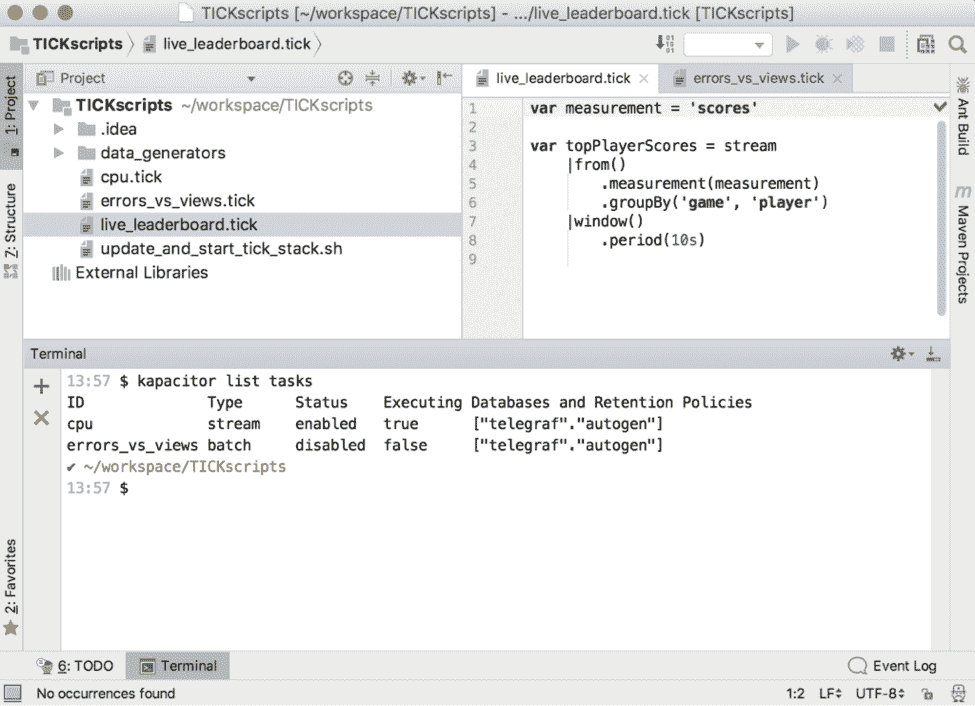 TICKscripts [~/workspace/TICKscripts] - .../live_leaderboard.tick [TICKscripts]
TICKscripts live_leaderboard.tick
1: Project
Z: Structure
2: Favorites
Project
TICKscripts ~/workspace/TICKscripts
.idea
data_generators
cpu.tick
errors_vs_views.tick
live_leaderboard.tick
update_and_start_tick_stack.sh
External Libraries
live_leaderboard.tick errors_vs_views.tick
1 var measurement = 'scores'
2
3 var topPlayerScores = stream
4 |from()
5 .measurement(measurement)
6 .groupBy('game', 'player')
7 |window()
8 .period(10s)
9
Ant Build
m Maven Projects
Terminal
13:57 $ kapacitor list tasks
ID Type Status Executing Databases and Retention Policies
cpu stream enabled true ["telegraf"."autogen"]
errors_vs_views batch disabled false ["telegraf"."autogen"]
✔ ~/workspace/TICKscripts
13:57 $
6: TODO Terminal Event Log
No occurrences found 1:2 LF UTF-8